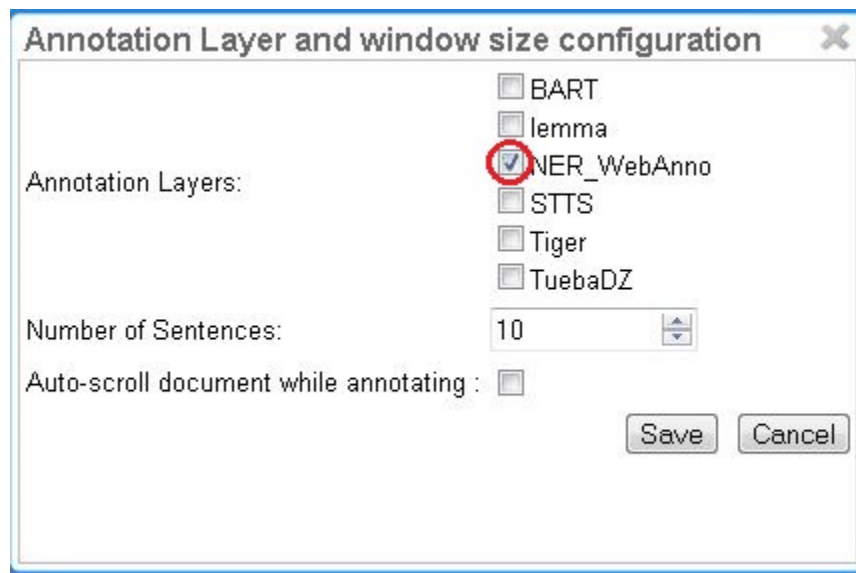 Annotation Layer and window size configuration
Annotation Layers:
BART
lemma
NER_WebAnno
STTS
Tiger
TuebaDZ
Number of Sentences:
10
Auto-scroll document while annotating :
Save
Cancel